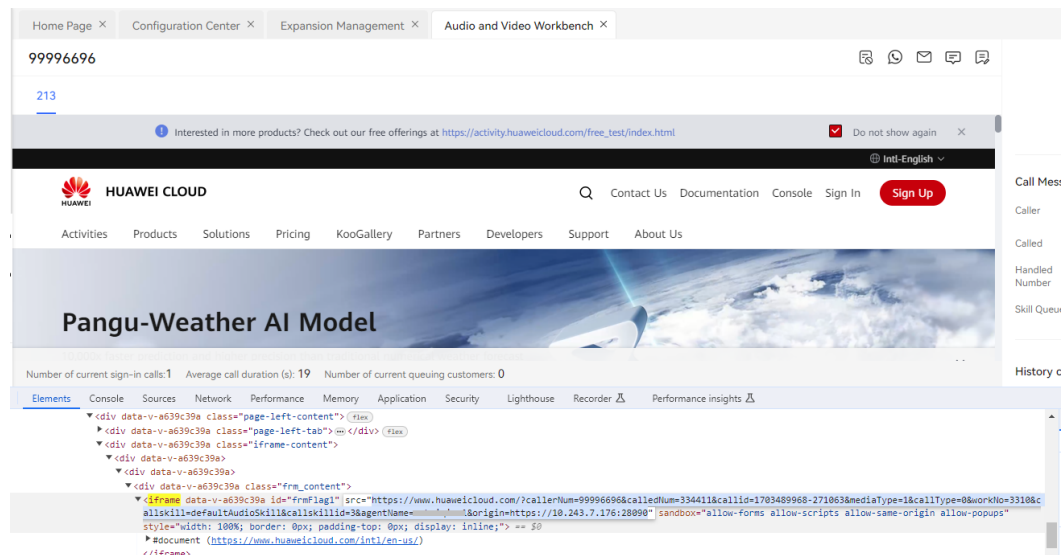 Home Page × Configuration Center × Expansion Management × Audio and Video Workbench ×
99996696
213
Interested in more products? Check out our free offerings at https://activity.huaweicloud.com/free_test/index.html Do not show again ×
Intl-English
HUAWEI
HUAWEI CLOUD Contact Us Documentation Console Sign In Sign Up
Activities Products Solutions Pricing KooGallery Partners Developers Support About Us
Pangu-Weather AI Model
Number of current sign-in calls:1 Average call duration (s): 19 Number of current queuing customers: 0
Call Mess
Caller
Called
Handled
Number
Skill Queue
History c
Elements Console Sources Network Performance Memory Application Security Lighthouse Recorder Performance insights
▼<div data-v-a639c39a class="page-left-content"> flex
▶<div data-v-a639c39a class="page-left-tab"> ⋯ </div> flex
▼<div data-v-a639c39a class="iframe-content">
▼<div data-v-a639c39a>
▼<div data-v-a639c39a>
▼<div data-v-a639c39a class="frm_content">
▼<iframe data-v-a639c39a id="frmFlag1" src="https://www.huaweicloud.com/?callerNum=99996696&calledNum=334411&callid=1703489968-271063&mediaType=1&callType=0&workNo=3310&c
allskill=defaultAudioSkill&callskillid=3&agentName= &origin=https://10.243.7.176:28090" sandbox="allow-forms allow-scripts allow-same-origin allow-popups"
style="width: 100%; border: 0px; padding-top: 0px; display: inline;"> == $0
▶#document (https://www.huaweicloud.com/intl/en-us/)
</iframe>